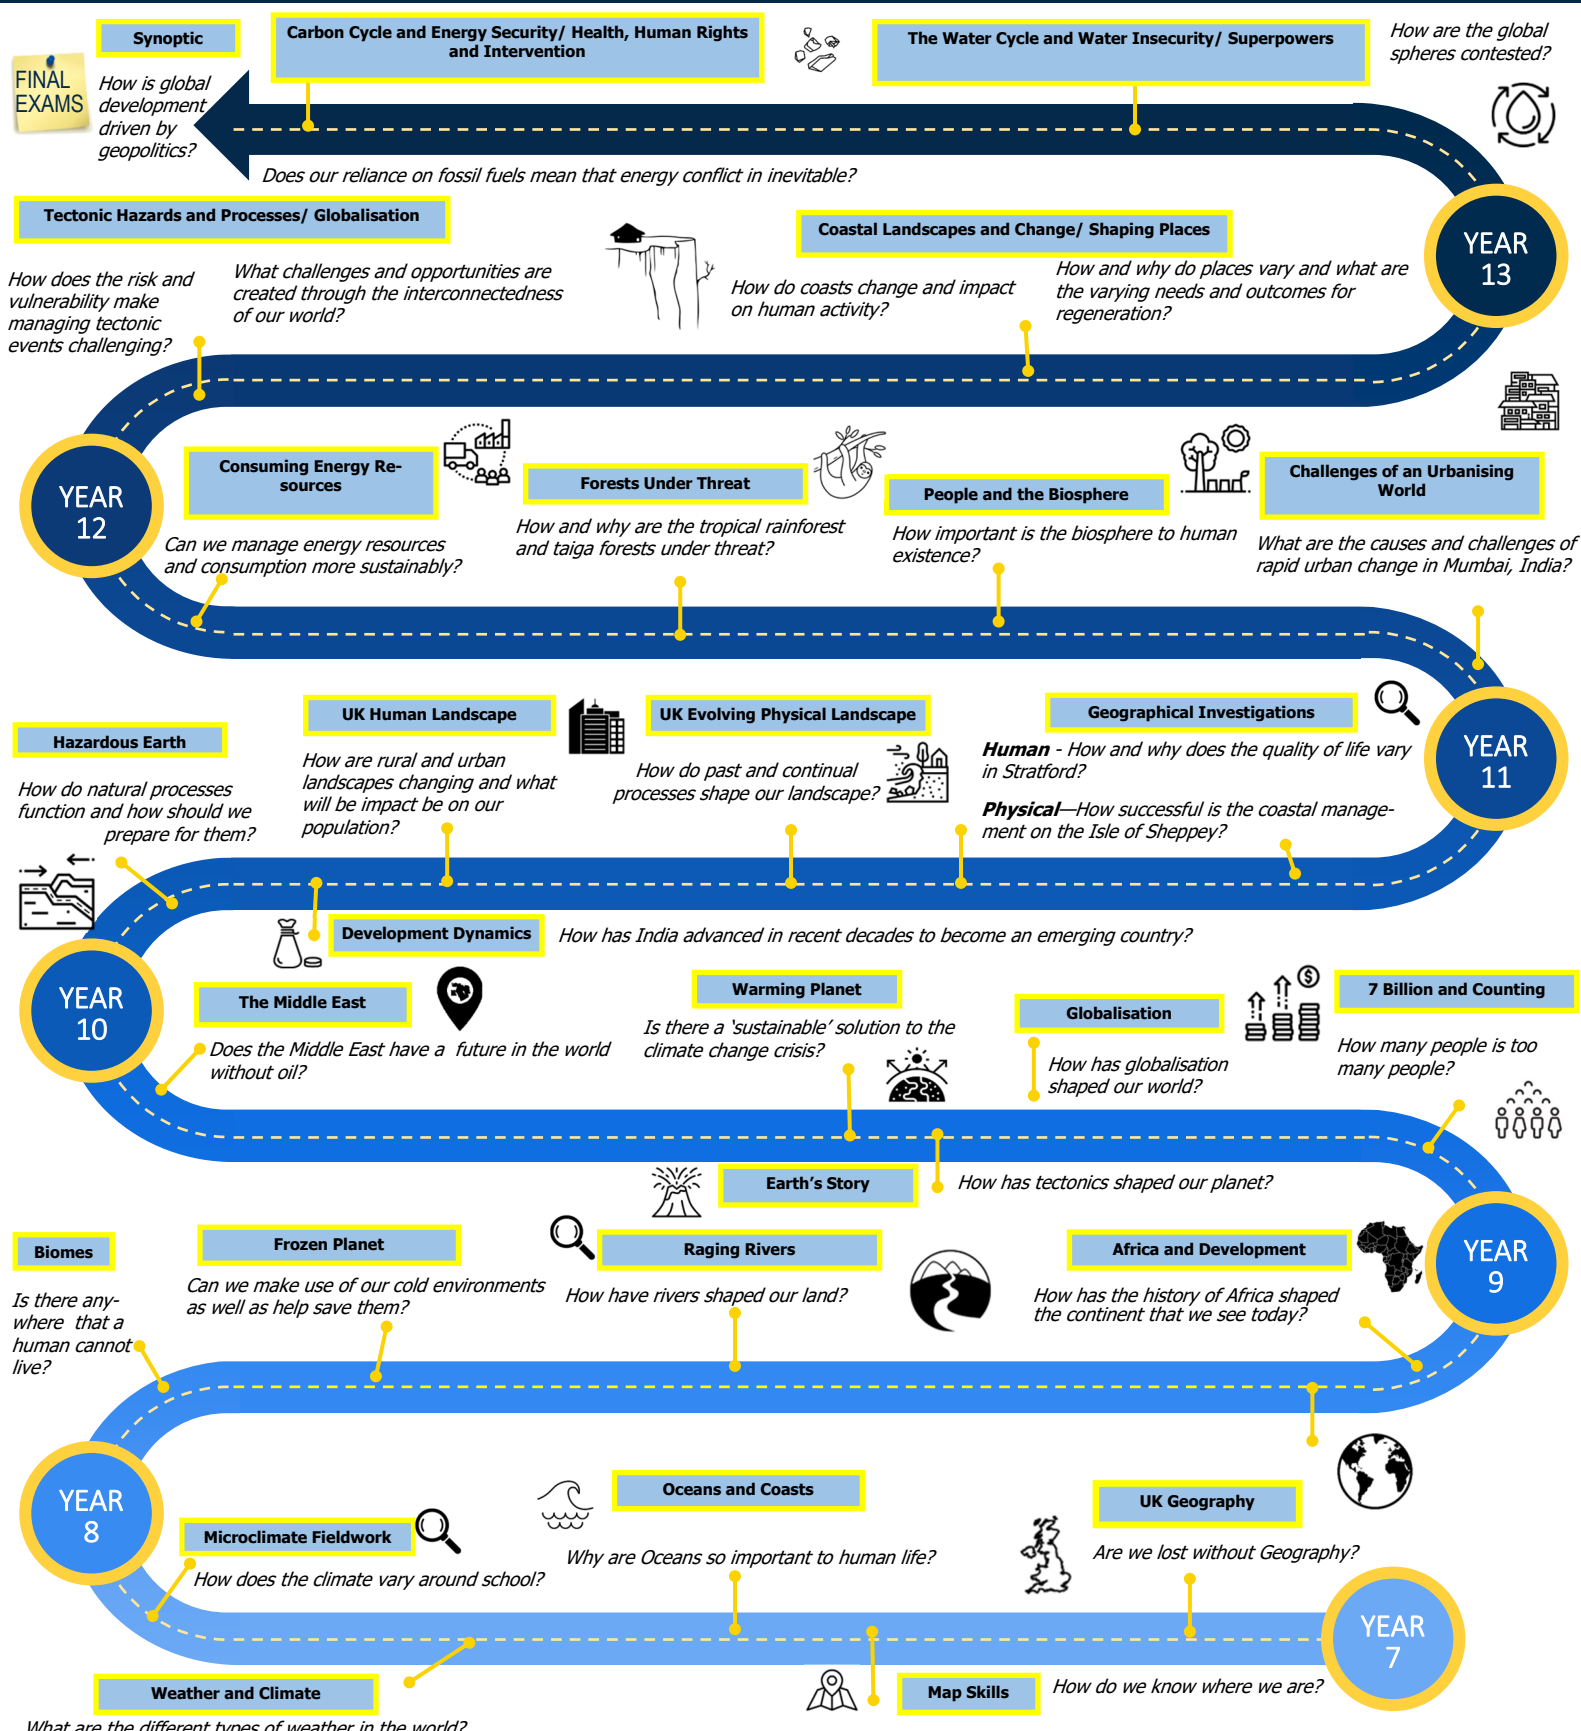 Synoptic
Carbon Cycle and Energy Security/ Health, Human Rights
and Intervention
The Water Cycle and Water Insecurity/ Superpowers
How are the global
spheres contested?
FINAL
EXAMS
How is global
development
driven by
geopolitics?
Does our reliance on fossil fuels mean that energy conflict in inevitable?
Tectonic Hazards and Processes/ Globalisation
Coastal Landscapes and Change/ Shaping Places
YEAR
13
How does the risk and
vulnerability make
managing tectonic
events challenging?
What challenges and opportunities are
created through the interconnectedness
of our world?
How do coasts change and impact
on human activity?
How and why do places vary and what are
the varying needs and outcomes for
regeneration?
YEAR
12
Consuming Energy Re-
sources
Forests Under Threat
People and the Biosphere
Challenges of an Urbanising
World
Can we manage energy resources
and consumption more sustainably?
How and why are the tropical rainforest
and taiga forests under threat?
How important is the biosphere to human
existence?
What are the causes and challenges of
rapid urban change in Mumbai, India?
Hazardous Earth
UK Human Landscape
UK Evolving Physical Landscape
Geographical Investigations
YEAR
11
How do natural processes
function and how should we
prepare for them?
How are rural and urban
landscapes changing and what
will be impact be on our
population?
How do past and continual
processes shape our landscape?
Human - How and why does the quality of life vary
in Stratford?
Physical—How successful is the coastal manage-
ment on the Isle of Sheppey?
Development Dynamics
How has India advanced in recent decades to become an emerging country?
YEAR
10
The Middle East
Warming Planet
Globalisation
7 Billion and Counting
Does the Middle East have a future in the world
without oil?
Is there a ‘sustainable’ solution to the
climate change crisis?
How has globalisation
shaped our world?
How many people is too
many people?
Earth’s Story
How has tectonics shaped our planet?
Biomes
Frozen Planet
Raging Rivers
Africa and Development
YEAR
9
Is there any-
where that a
human cannot
live?
Can we make use of our cold environments
as well as help save them?
How have rivers shaped our land?
How has the history of Africa shaped
the continent that we see today?
YEAR
8
Microclimate Fieldwork
Oceans and Coasts
UK Geography
How does the climate vary around school?
Why are Oceans so important to human life?
Are we lost without Geography?
YEAR
7
Weather and Climate
Map Skills
How do we know where we are?
What are the different types of weather in the world?